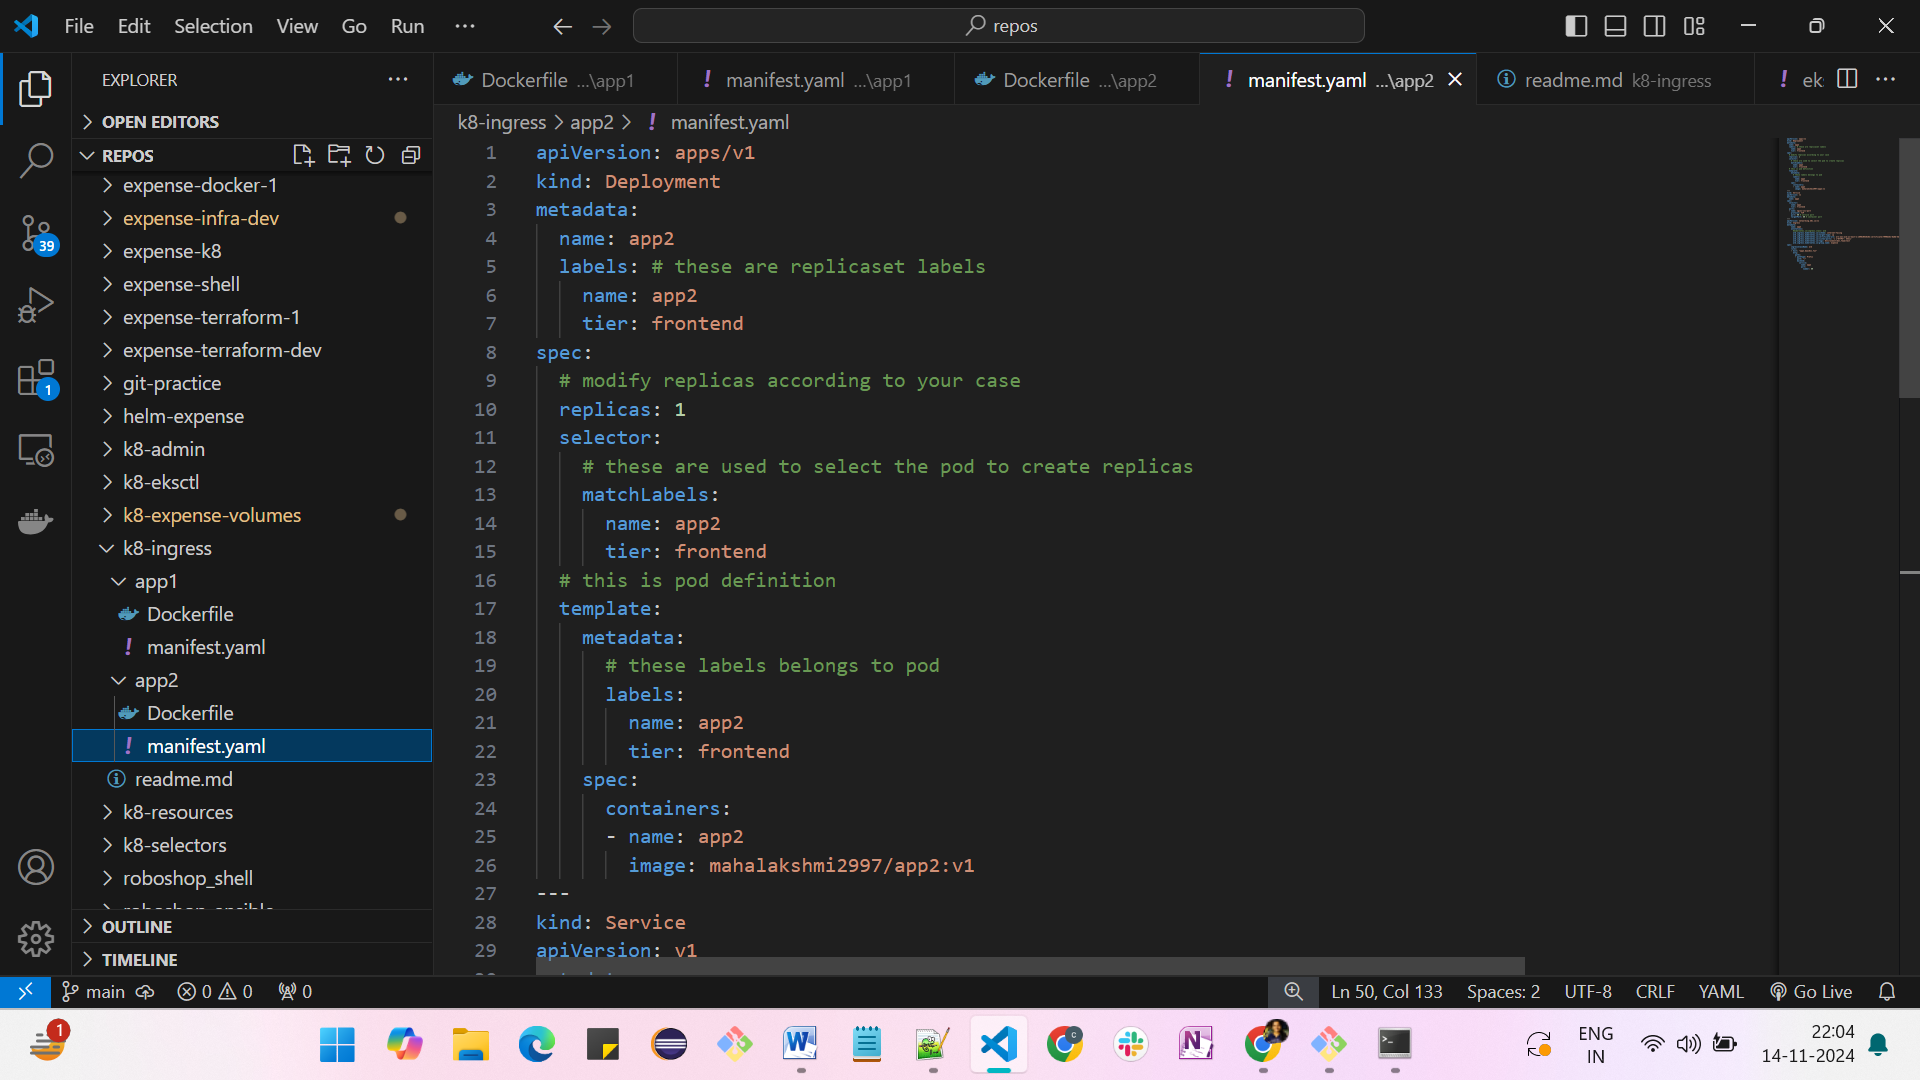 File Edit Selection View Go Run ··· repos
EXPLORER ···
OPEN EDITORS
REPOS
expense-docker-1
expense-infra-dev
expense-k8
expense-shell
expense-terraform-1
expense-terraform-dev
git-practice
helm-expense
k8-admin
k8-eksctl
k8-expense-volumes
k8-ingress
app1
Dockerfile
! manifest.yaml
app2
Dockerfile
! manifest.yaml
readme.md
k8-resources
k8-selectors
roboshop_shell
OUTLINE
TIMELINE
39
1
Dockerfile ...\app1 ! manifest.yaml ...\app1 Dockerfile ...\app2 ! manifest.yaml ...\app2 readme.md k8-ingress ! eks ···
k8-ingress > app2 > ! manifest.yaml
1 apiVersion: apps/v1
2 kind: Deployment
3 metadata:
4 name: app2
5 labels: # these are replicaset labels
6 name: app2
7 tier: frontend
8 spec:
9 # modify replicas according to your case
10 replicas: 1
11 selector:
12 # these are used to select the pod to create replicas
13 matchLabels:
14 name: app2
15 tier: frontend
16 # this is pod definition
17 template:
18 metadata:
19 # these labels belongs to pod
20 labels:
21 name: app2
22 tier: frontend
23 spec:
24 containers:
25 - name: app2
26 image: mahalakshmi2997/app2:v1
27 ---
28 kind: Service
29 apiVersion: v1
main 0 0 0 Ln 50, Col 133 Spaces: 2 UTF-8 CRLF YAML Go Live
1
ENG
IN
22:04
14-11-2024